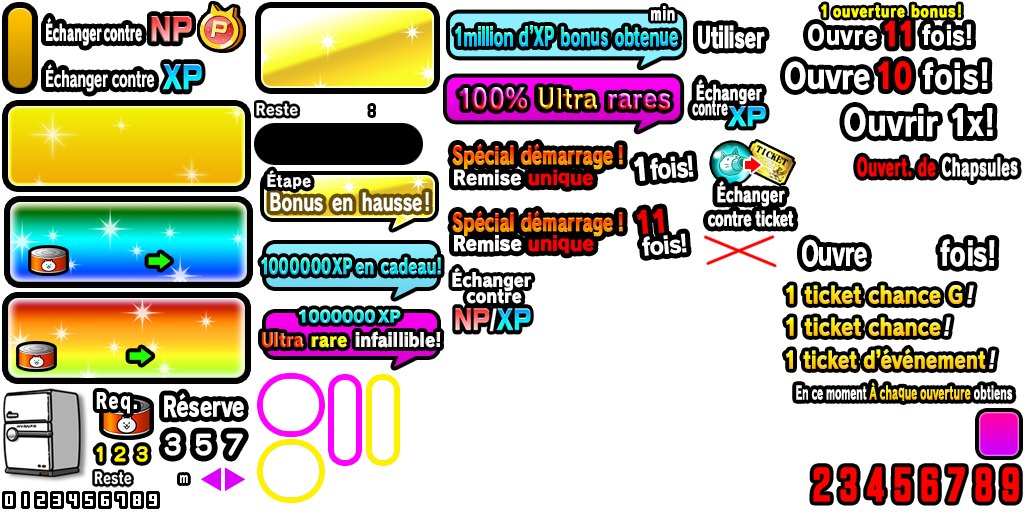 Échanger contre NP P
Échanger contre XP
Reste :
Étape
Bonus en hausse!
1000000XP en cadeau!
1000000XP
Ultra rare infaillible!
Req.
1 2 3
Réserve
3 5 7
Reste m
0123456789
min
1million d'XP bonus obtenue
100% Ultra rares
Spécial démarrage !
Remise unique
1 fois!
Spécial démarrage !
Remise unique
11
fois!
Échanger
contre
NP/XP
Utiliser
Échanger
contre XP
TICKET
Échanger
contre ticket
1 ouverture bonus!
Ouvre 11 fois!
Ouvre 10 fois!
Ouvrir 1x!
Ouvert. de Chapsules
Ouvre fois!
1 ticket chance G!
1 ticket chance!
1 ticket d'événement!
En ce moment À chaque ouverture obtiens
23456789